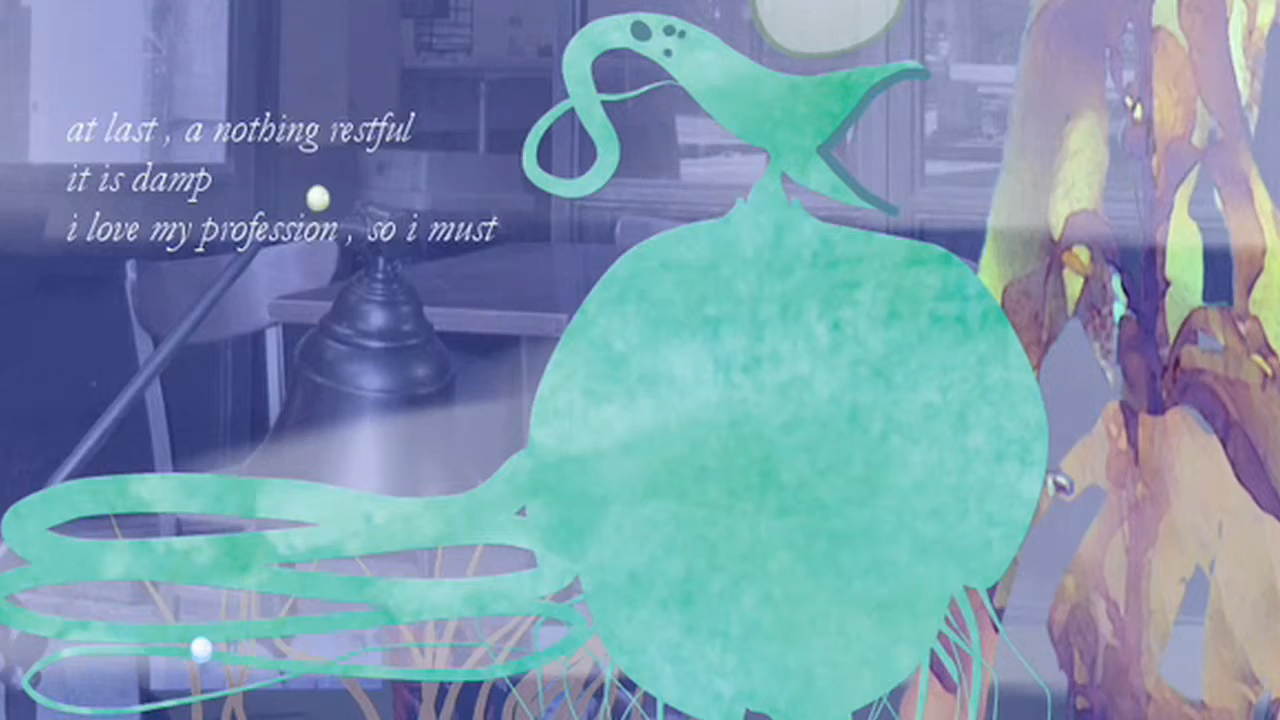 at last , a nothing restful
it is damp
i love my profession , so i must